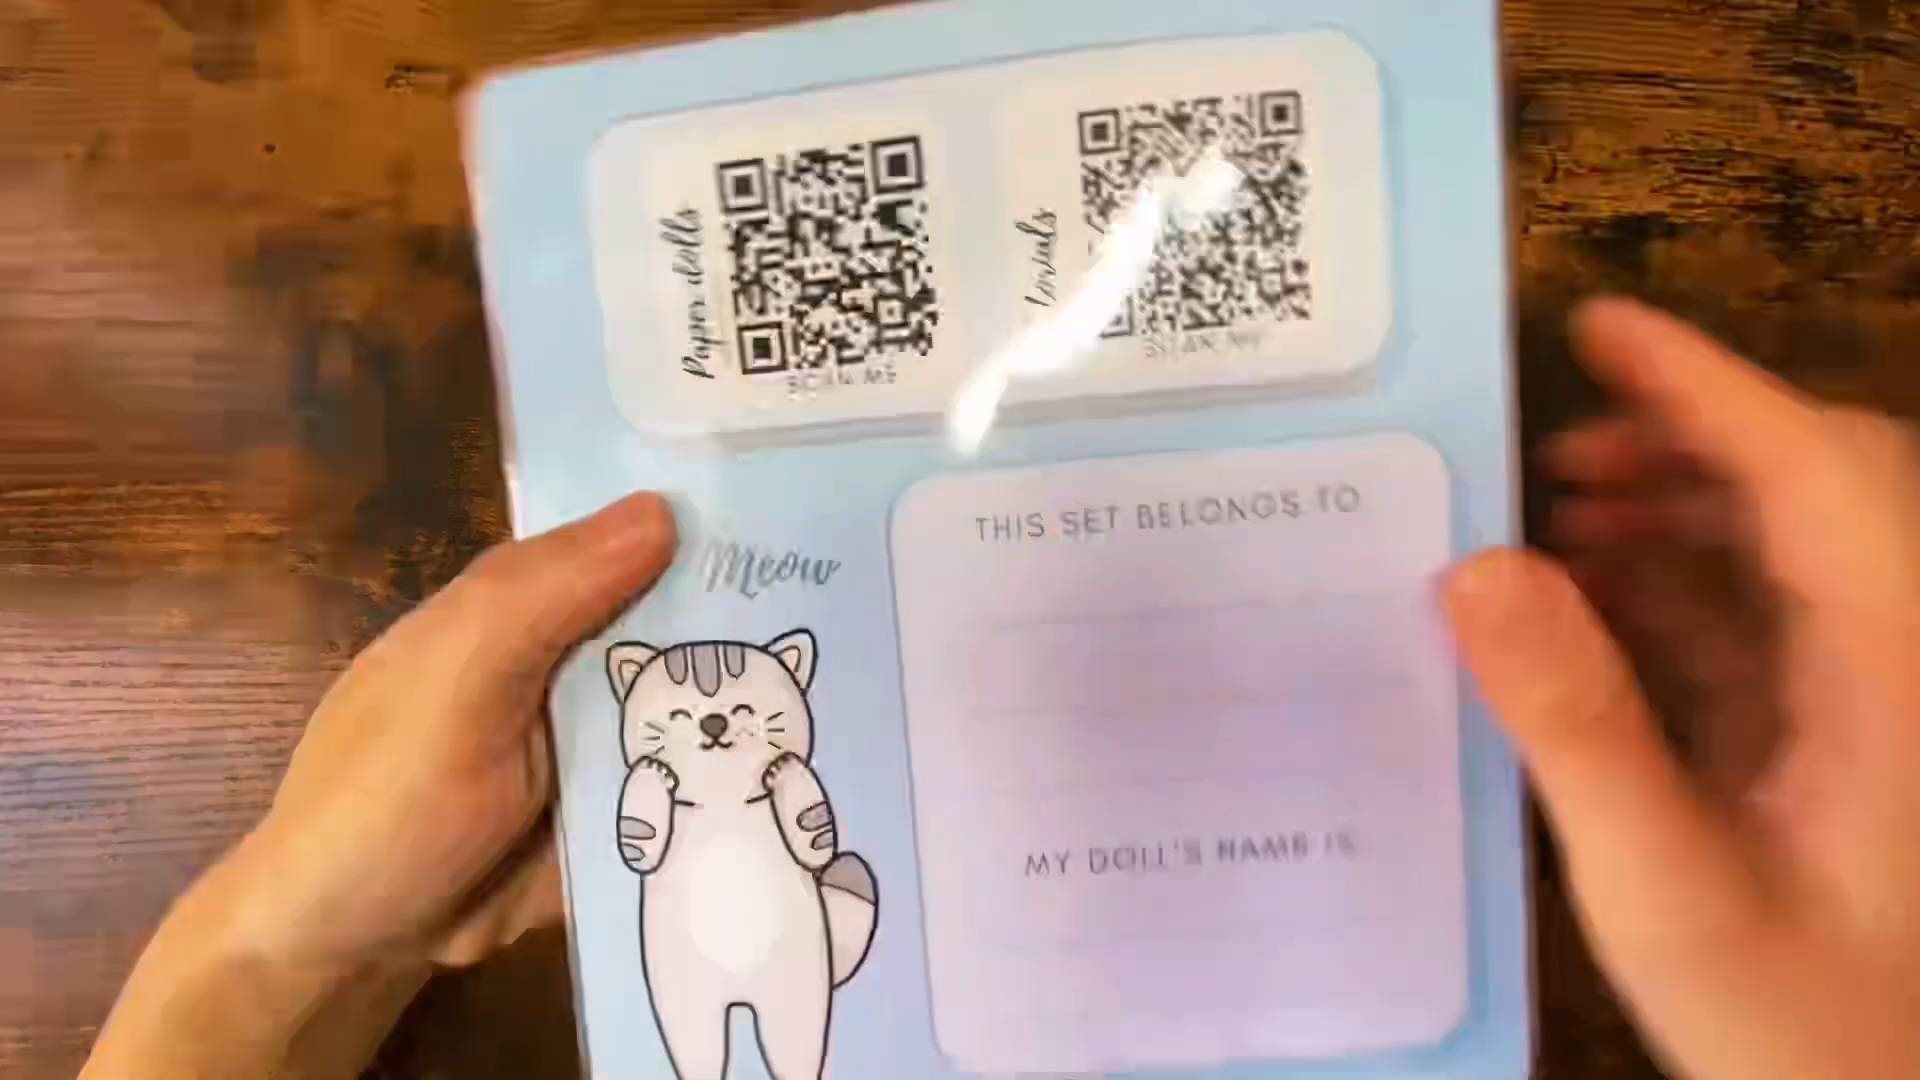 Paper dolls
SCAN ME
SCAN ME
Meow
THIS SET BELONGS TO
MY DOLL'S NAME IS